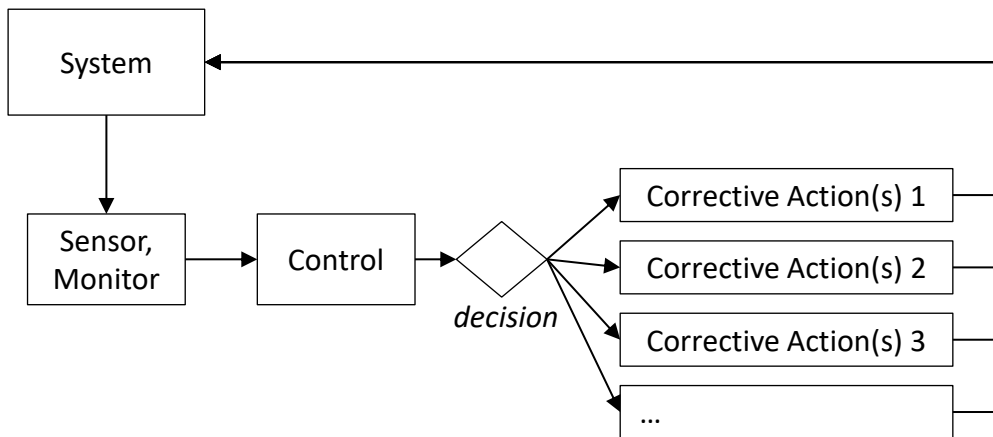 System
Sensor,
Monitor
Control
decision
Corrective Action(s) 1
Corrective Action(s) 2
Corrective Action(s) 3
...